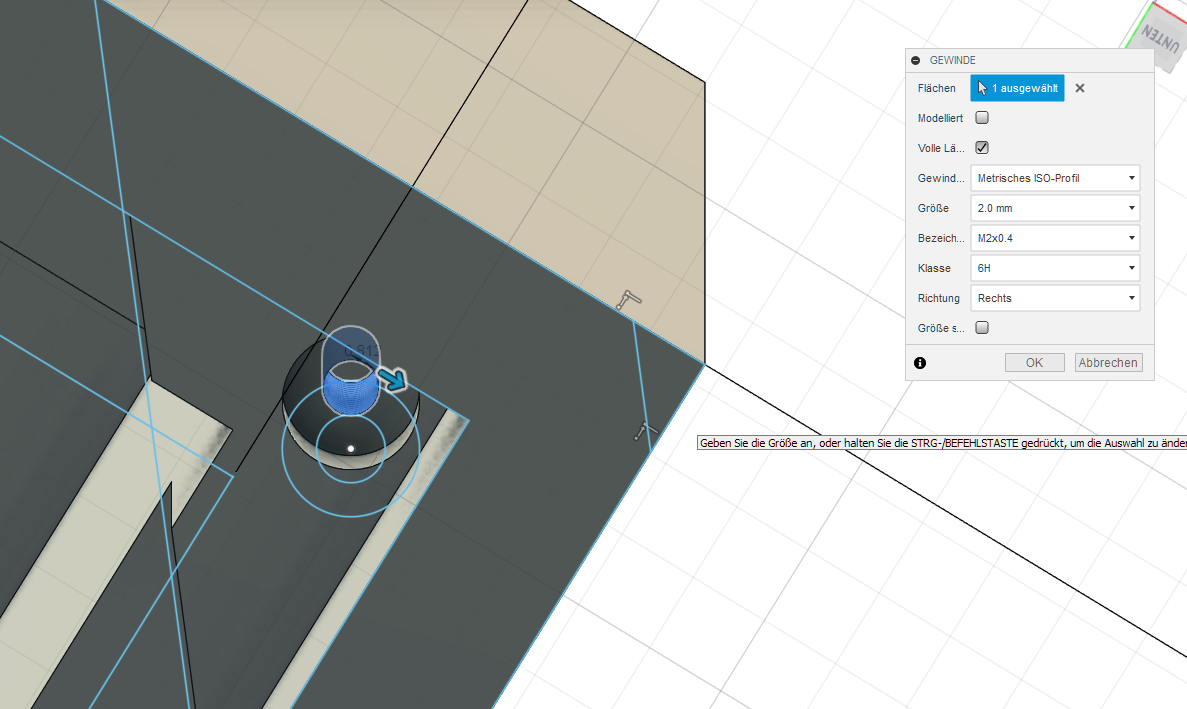 UNTEN
GEWINDE
Flächen 1 ausgewählt
Modelliert
Volle Lä...
Gewind... Metrisches ISO-Profil
Größe 2.0 mm
Bezeich... M2x0.4
Klasse 6H
Richtung Rechts
Größe s...
OK Abbrechen
Geben Sie die Größe an, oder halten Sie die STRG-/BEFEHLSTASTE gedrückt, um die Auswahl zu ände